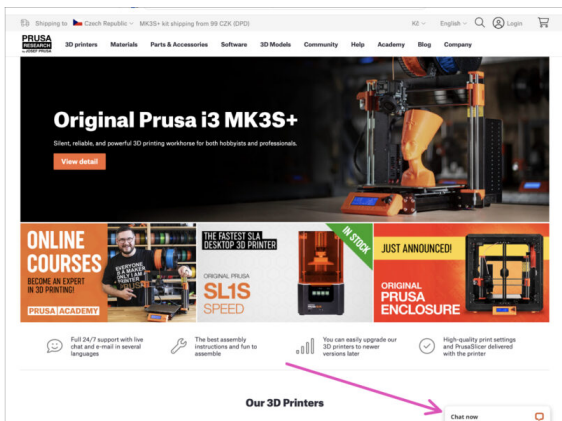 Shipping to Czech Republic MK3S+ kit shipping from 99 CZK (DPD) Kč English Login
PRUSA
RESEARCH
by JOSEF PRUSA
3D printers Materials Parts & Accessories Software 3D Models Community Help Academy Blog Company
Original Prusa i3 MK3S+
Silent, reliable, and powerful 3D printing workhorse for both hobbyists and professionals.
View detail
ONLINE
COURSES
BECOME AN EXPERT
IN 3D PRINTING!
PRUSA ACADEMY
EVERYONE
IS A MAKER
THE FASTEST SLA
DESKTOP 3D PRINTER
IN STOCK
ORIGINAL PRUSA
SL1S
SPEED
JUST ANNOUNCED!
ORIGINAL
PRUSA
ENCLOSURE
Full 24/7 support with live
chat and e-mail in several
languages
The best assembly
instructions and fun to
assemble
You can easily upgrade our
3D printers to newer
versions later
High-quality print settings
and PrusaSlicer delivered
with the printer
Our 3D Printers
Chat now